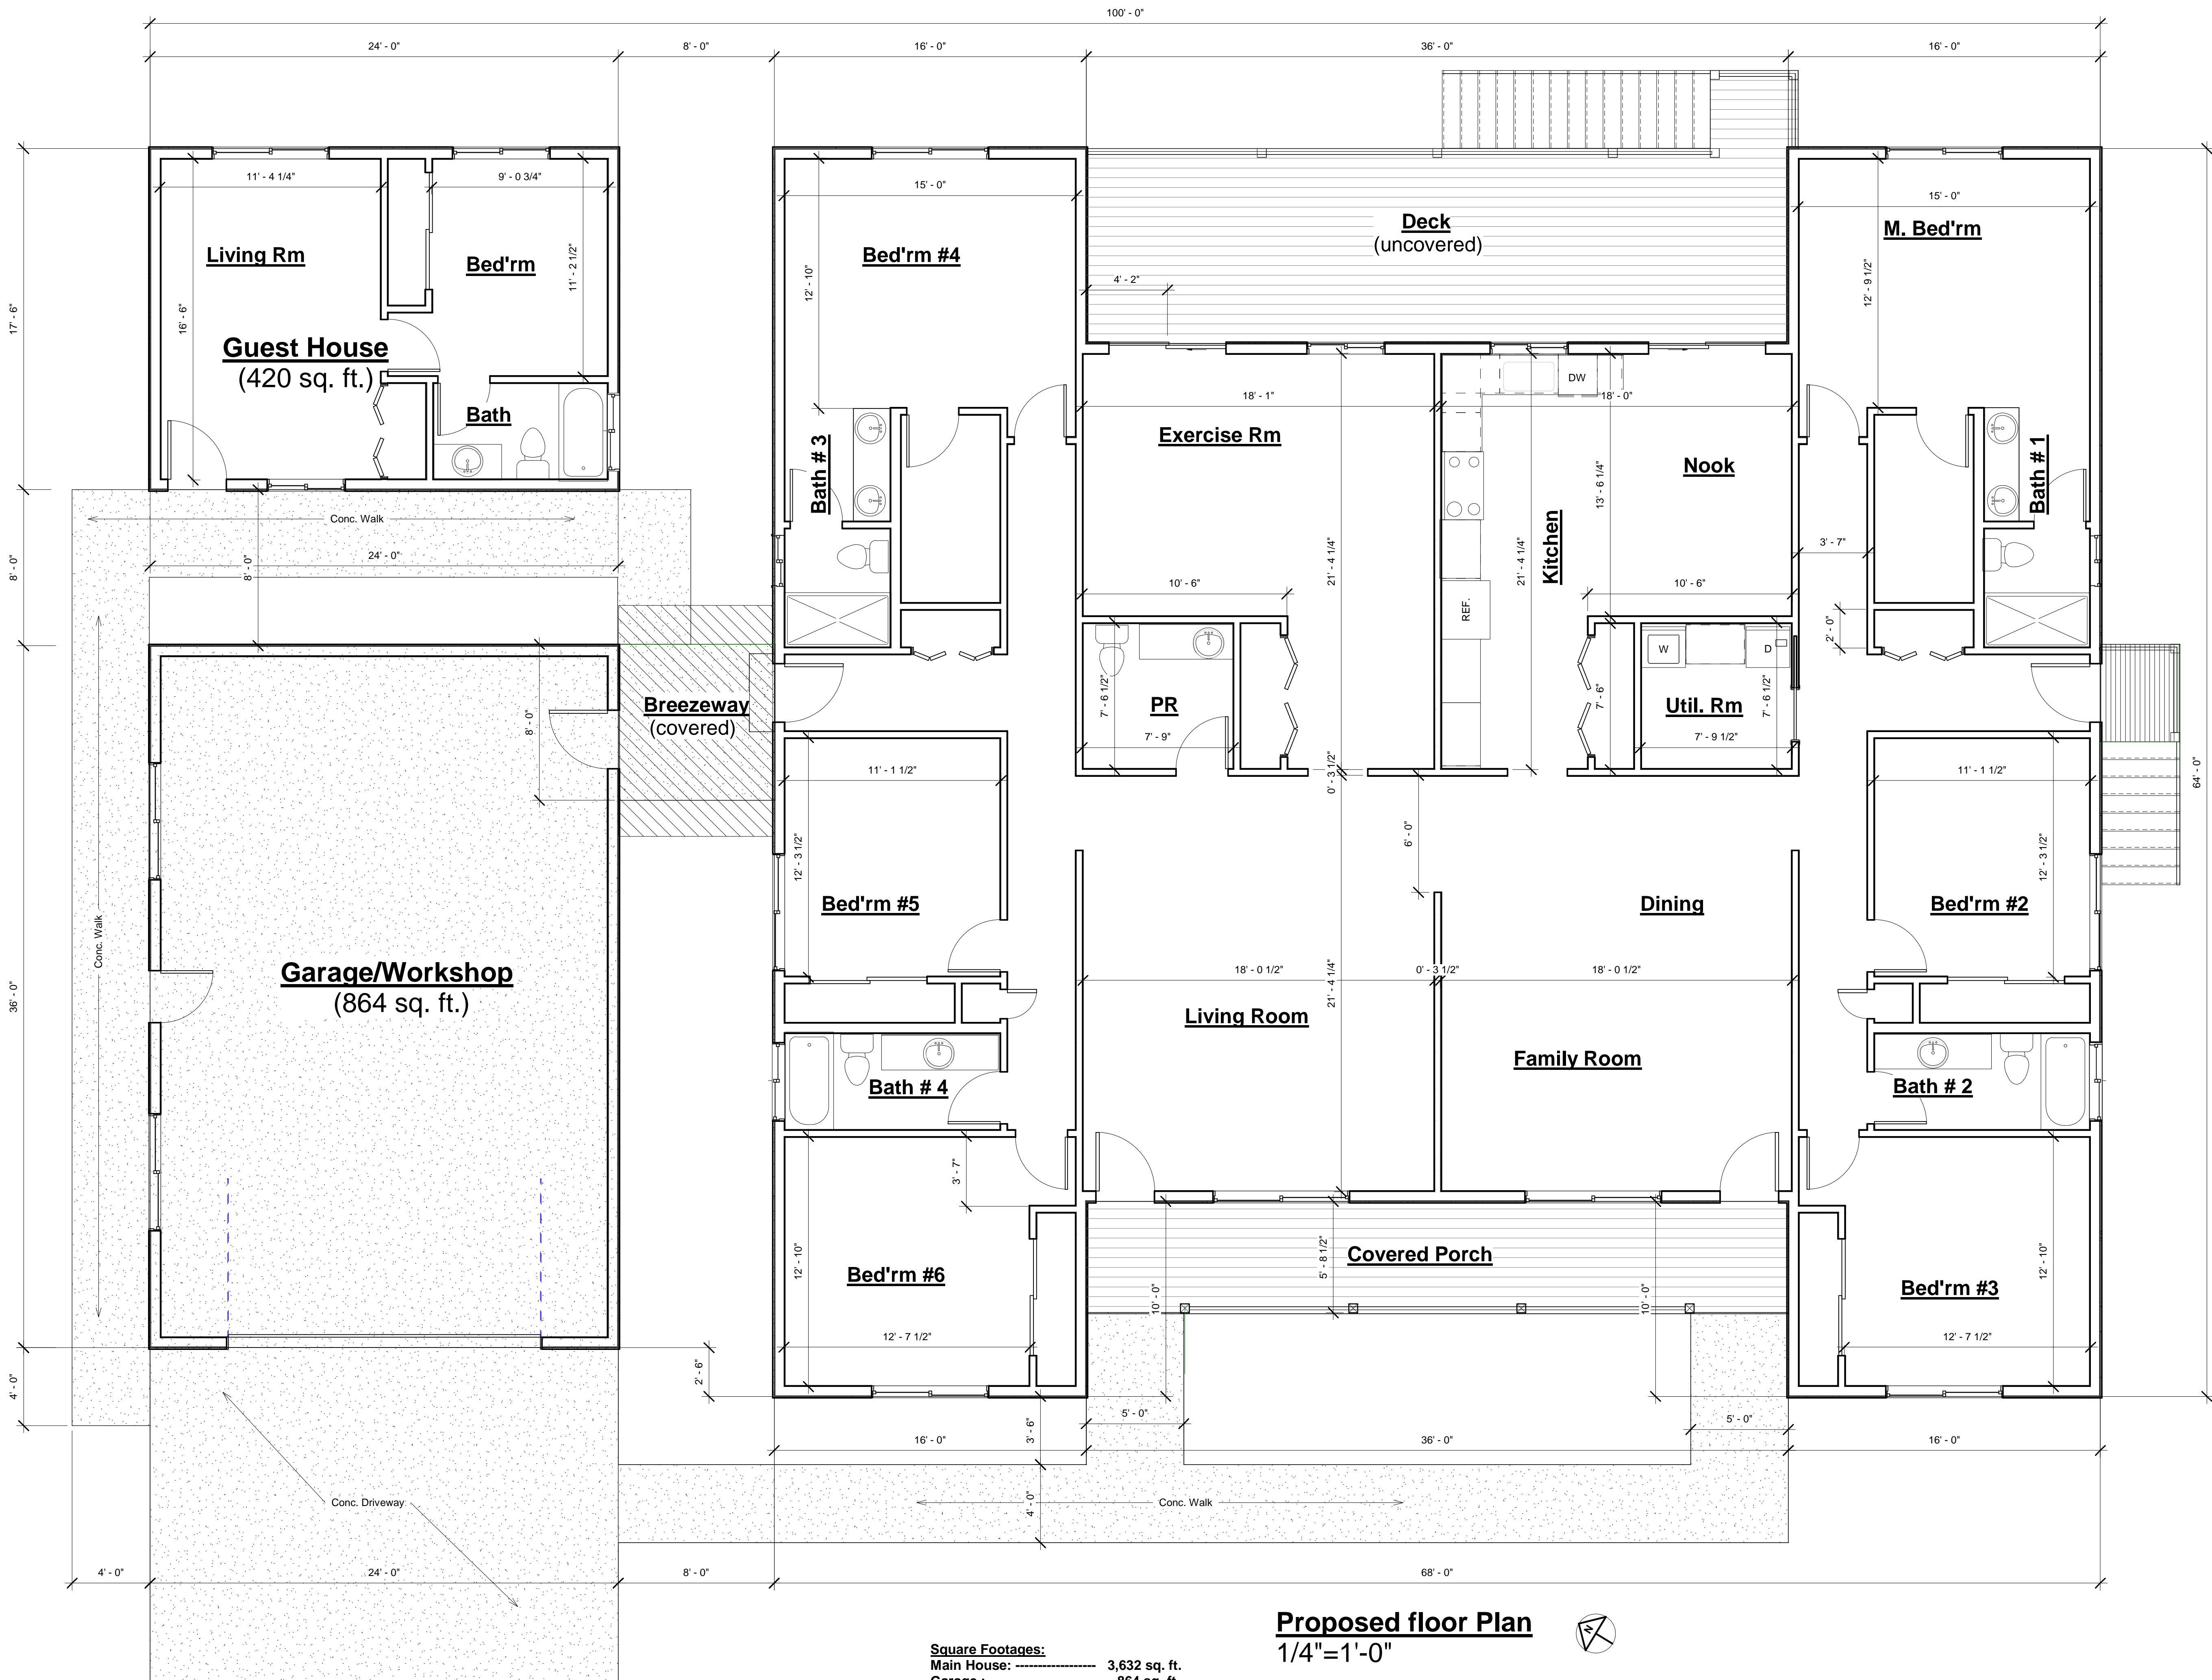 100' - 0"
24' - 0"
8' - 0"
16' - 0"
36' - 0"
16' - 0"
11' - 4 1/4"
9' - 0 3/4"
15' - 0"
15' - 0"
Deck
(uncovered)
M. Bed'rm
Living Rm
Bed'rm
11' - 2 1/2"
Bed'rm #4
12' - 10"
4' - 2"
12' - 9 1/2"
17' - 6"
16' - 6"
Guest House
(420 sq. ft.)
DW
18' - 1"
18' - 0"
Bath
Exercise Rm
Nook
Bath # 3
Bath # 1
13' - 6 1/4"
Conc. Walk
24' - 0"
8' - 0"
8' - 0"
21' - 4 1/4"
21' - 4 1/4"
Kitchen
3' - 7"
10' - 6"
10' - 6"
REF.
2' - 0"
W
D
Breezeway
(covered)
8' - 0"
7' - 6 1/2"
PR
7' - 9"
7' - 6"
Util. Rm
7' - 6 1/2"
7' - 9 1/2"
11' - 1 1/2"
0' - 3 1/2"
11' - 1 1/2"
64' - 0"
12' - 3 1/2"
6' - 0"
12' - 3 1/2"
Bed'rm #5
Dining
Bed'rm #2
Conc. Walk
Garage/Workshop
(864 sq. ft.)
36' - 0"
18' - 0 1/2"
0' - 3 1/2"
18' - 0 1/2"
21' - 4 1/4"
Living Room
Family Room
Bath # 4
Bath # 2
3' - 7"
12' - 10"
Bed'rm #6
5' - 8 1/2"
Covered Porch
10' - 0"
10' - 0"
Bed'rm #3
12' - 10"
12' - 7 1/2"
12' - 7 1/2"
2' - 6"
4' - 0"
5' - 0"
5' - 0"
16' - 0"
3' - 6"
36' - 0"
16' - 0"
Conc. Driveway
4' - 0"
Conc. Walk
4' - 0"
24' - 0"
8' - 0"
68' - 0"
Proposed floor Plan
1/4"=1'-0"
N
Square Footages:
Main House: ------------------ 3,632 sq. ft.
Garage : 864 sq. ft.